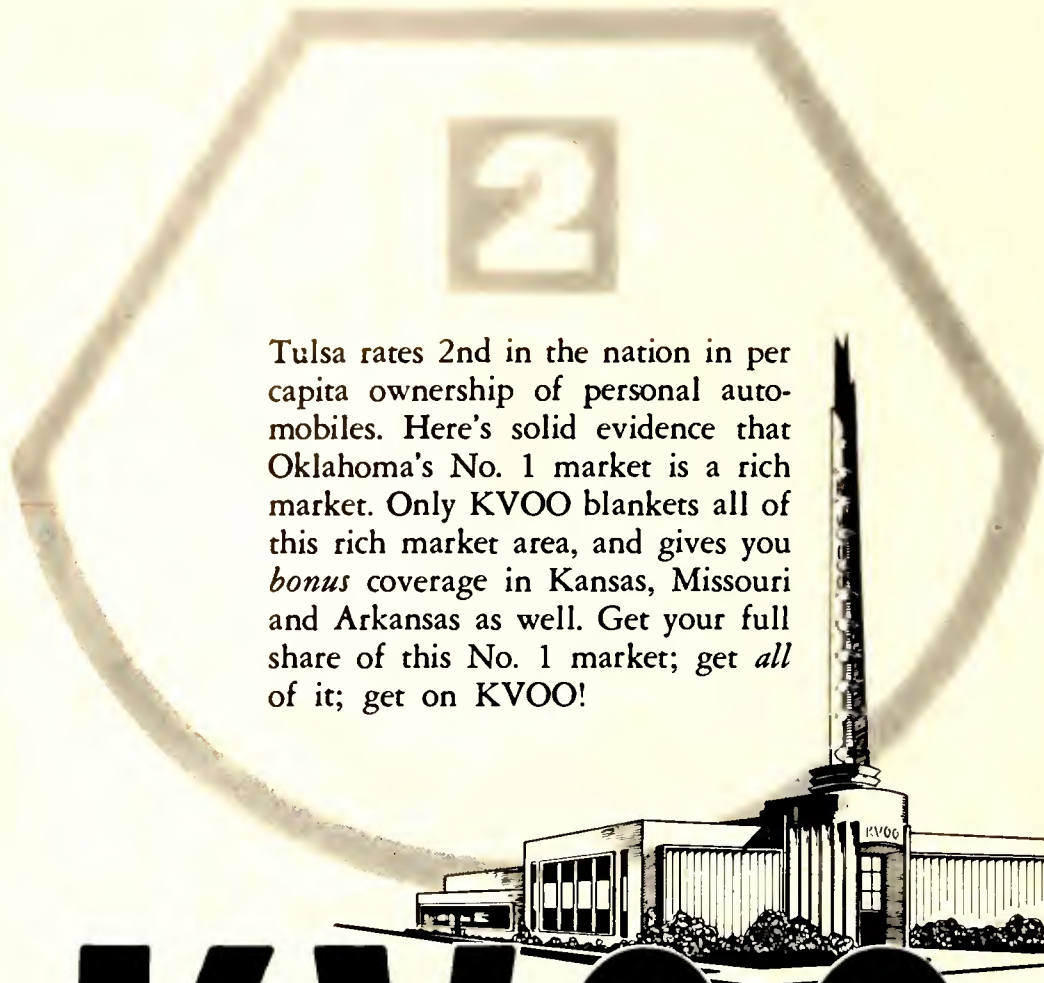 2
Tulsa rates 2nd in the nation in per
capita ownership of personal auto-
mobiles. Here's solid evidence that
Oklahoma's No. 1 market is a rich
market. Only KVOO blankets all of
this rich market area, and gives you
bonus coverage in Kansas, Missouri
and Arkansas as well. Get your full
share of this No. 1 market; get all
of it; get on KVOO!
KVOO
KVOO